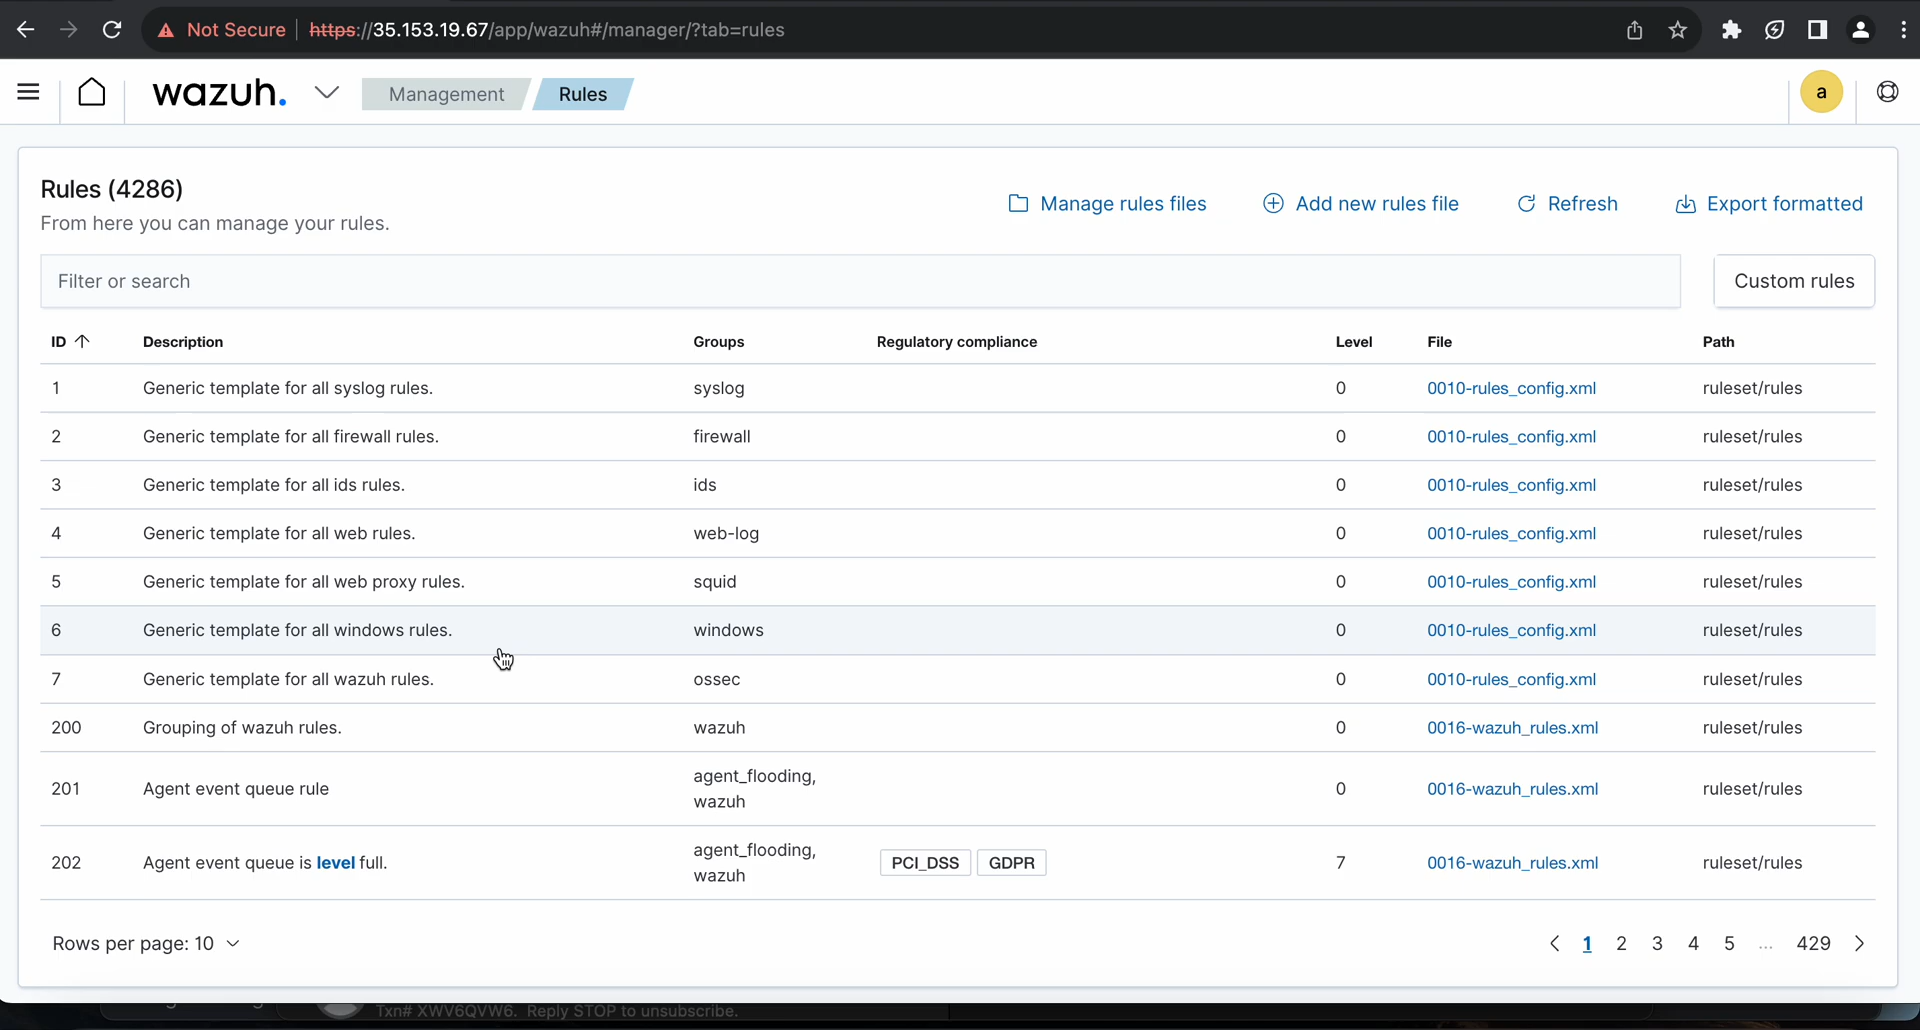 Not Secure https://35.153.19.67/app/wazuh#/manager/?tab=rules
wazuh. Management Rules a
Rules (4286)
From here you can manage your rules.
Manage rules files Add new rules file Refresh Export formatted
Filter or search Custom rules
ID Description Groups Regulatory compliance Level File Path
1 Generic template for all syslog rules. syslog 0 0010-rules_config.xml ruleset/rules
2 Generic template for all firewall rules. firewall 0 0010-rules_config.xml ruleset/rules
3 Generic template for all ids rules. ids 0 0010-rules_config.xml ruleset/rules
4 Generic template for all web rules. web-log 0 0010-rules_config.xml ruleset/rules
5 Generic template for all web proxy rules. squid 0 0010-rules_config.xml ruleset/rules
6 Generic template for all windows rules. windows 0 0010-rules_config.xml ruleset/rules
7 Generic template for all wazuh rules. ossec 0 0010-rules_config.xml ruleset/rules
200 Grouping of wazuh rules. wazuh 0 0016-wazuh_rules.xml ruleset/rules
201 Agent event queue rule agent_flooding, wazuh 0 0016-wazuh_rules.xml ruleset/rules
202 Agent event queue is level full. agent_flooding, wazuh PCI_DSS GDPR 7 0016-wazuh_rules.xml ruleset/rules
Rows per page: 10 1 2 3 4 5 ... 429
Txn# XWV6QVW6. Reply STOP to unsubscribe.